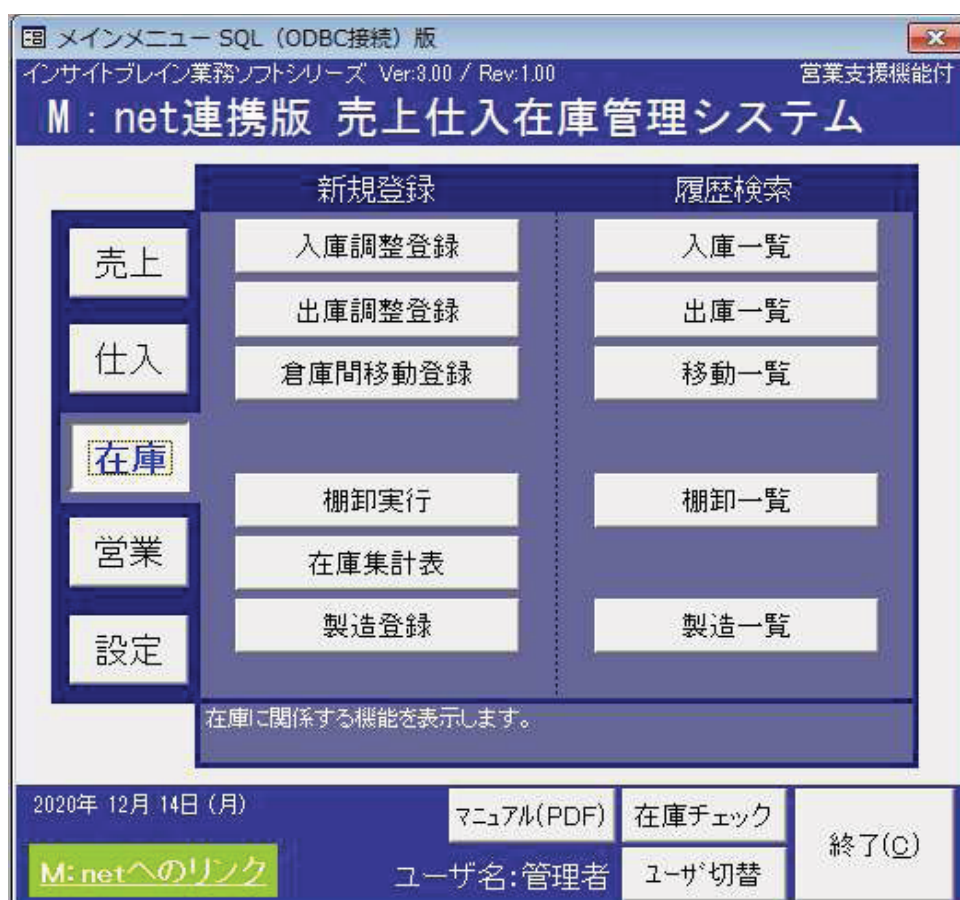 メインメニュー SQL（ODBC接続）版
インサイトブレイン業務ソフトシリーズ Ver:3.00 / Rev:1.00
営業支援機能付
M：net連携版 売上仕入在庫管理システム
新規登録
履歴検索
売上
仕入
在庫
営業
設定
入庫調整登録
入庫一覧
出庫調整登録
出庫一覧
倉庫間移動登録
移動一覧
棚卸実行
棚卸一覧
在庫集計表
製造登録
製造一覧
在庫に関係する機能を表示します。
2020年 12月 14日（月）
マニュアル(PDF)
在庫チェック
終了(C)
M:netへのリンク
ユーザ名:管理者
ユーザ切替